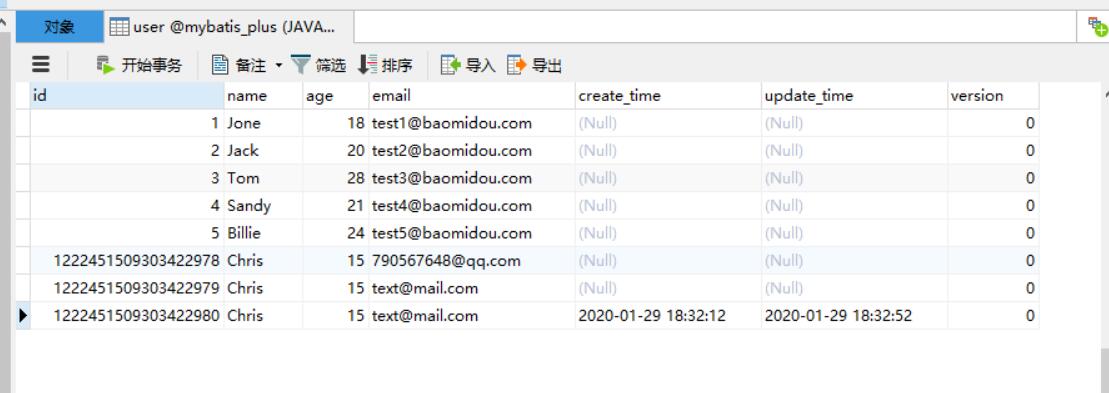 对象 user @mybatis_plus (JAVA...
开始事务 备注 筛选 排序 导入 导出
id name age email create_time update_time version
1 Jone 18 test1@baomidou.com (Null) (Null) 0
2 Jack 20 test2@baomidou.com (Null) (Null) 0
3 Tom 28 test3@baomidou.com (Null) (Null) 0
4 Sandy 21 test4@baomidou.com (Null) (Null) 0
5 Billie 24 test5@baomidou.com (Null) (Null) 0
1222451509303422978 Chris 15 790567648@qq.com (Null) (Null) 0
1222451509303422979 Chris 15 text@mail.com (Null) (Null) 0
1222451509303422980 Chris 15 text@mail.com 2020-01-29 18:32:12 2020-01-29 18:32:52 0